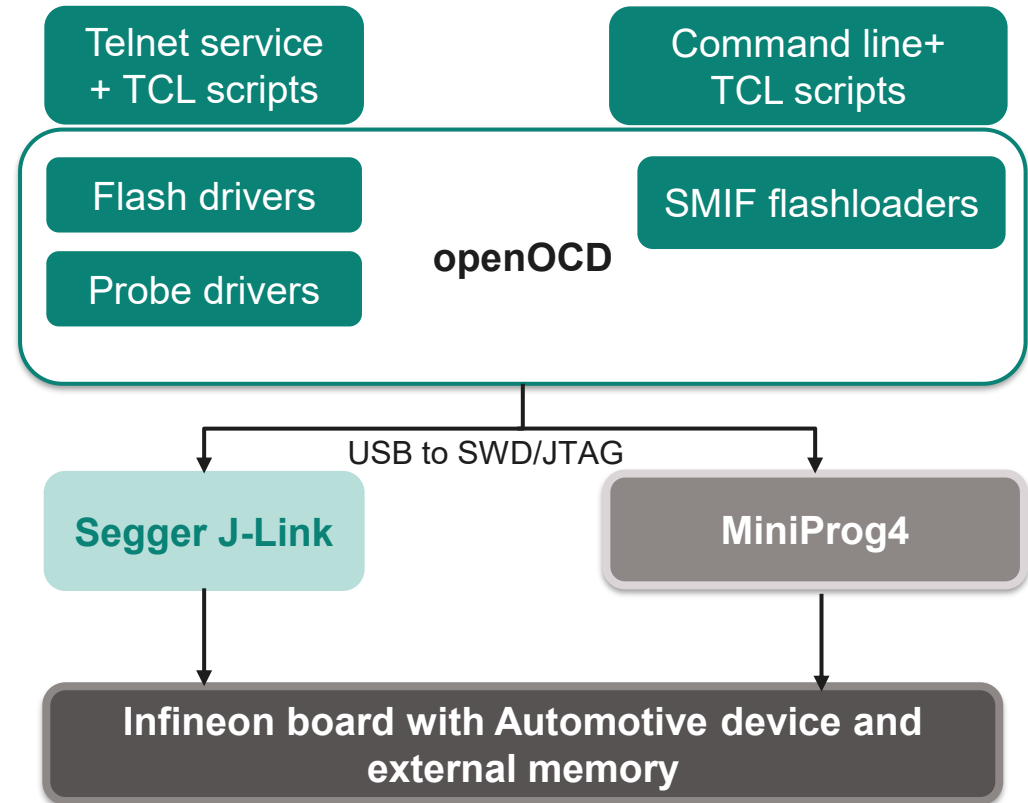 Telnet service
+ TCL scripts
Command line+
TCL scripts
Flash drivers
SMIF flashloaders
openOCD
Probe drivers
USB to SWD/JTAG
Segger J-Link
MiniProg4
Infineon board with Automotive device and
external memory